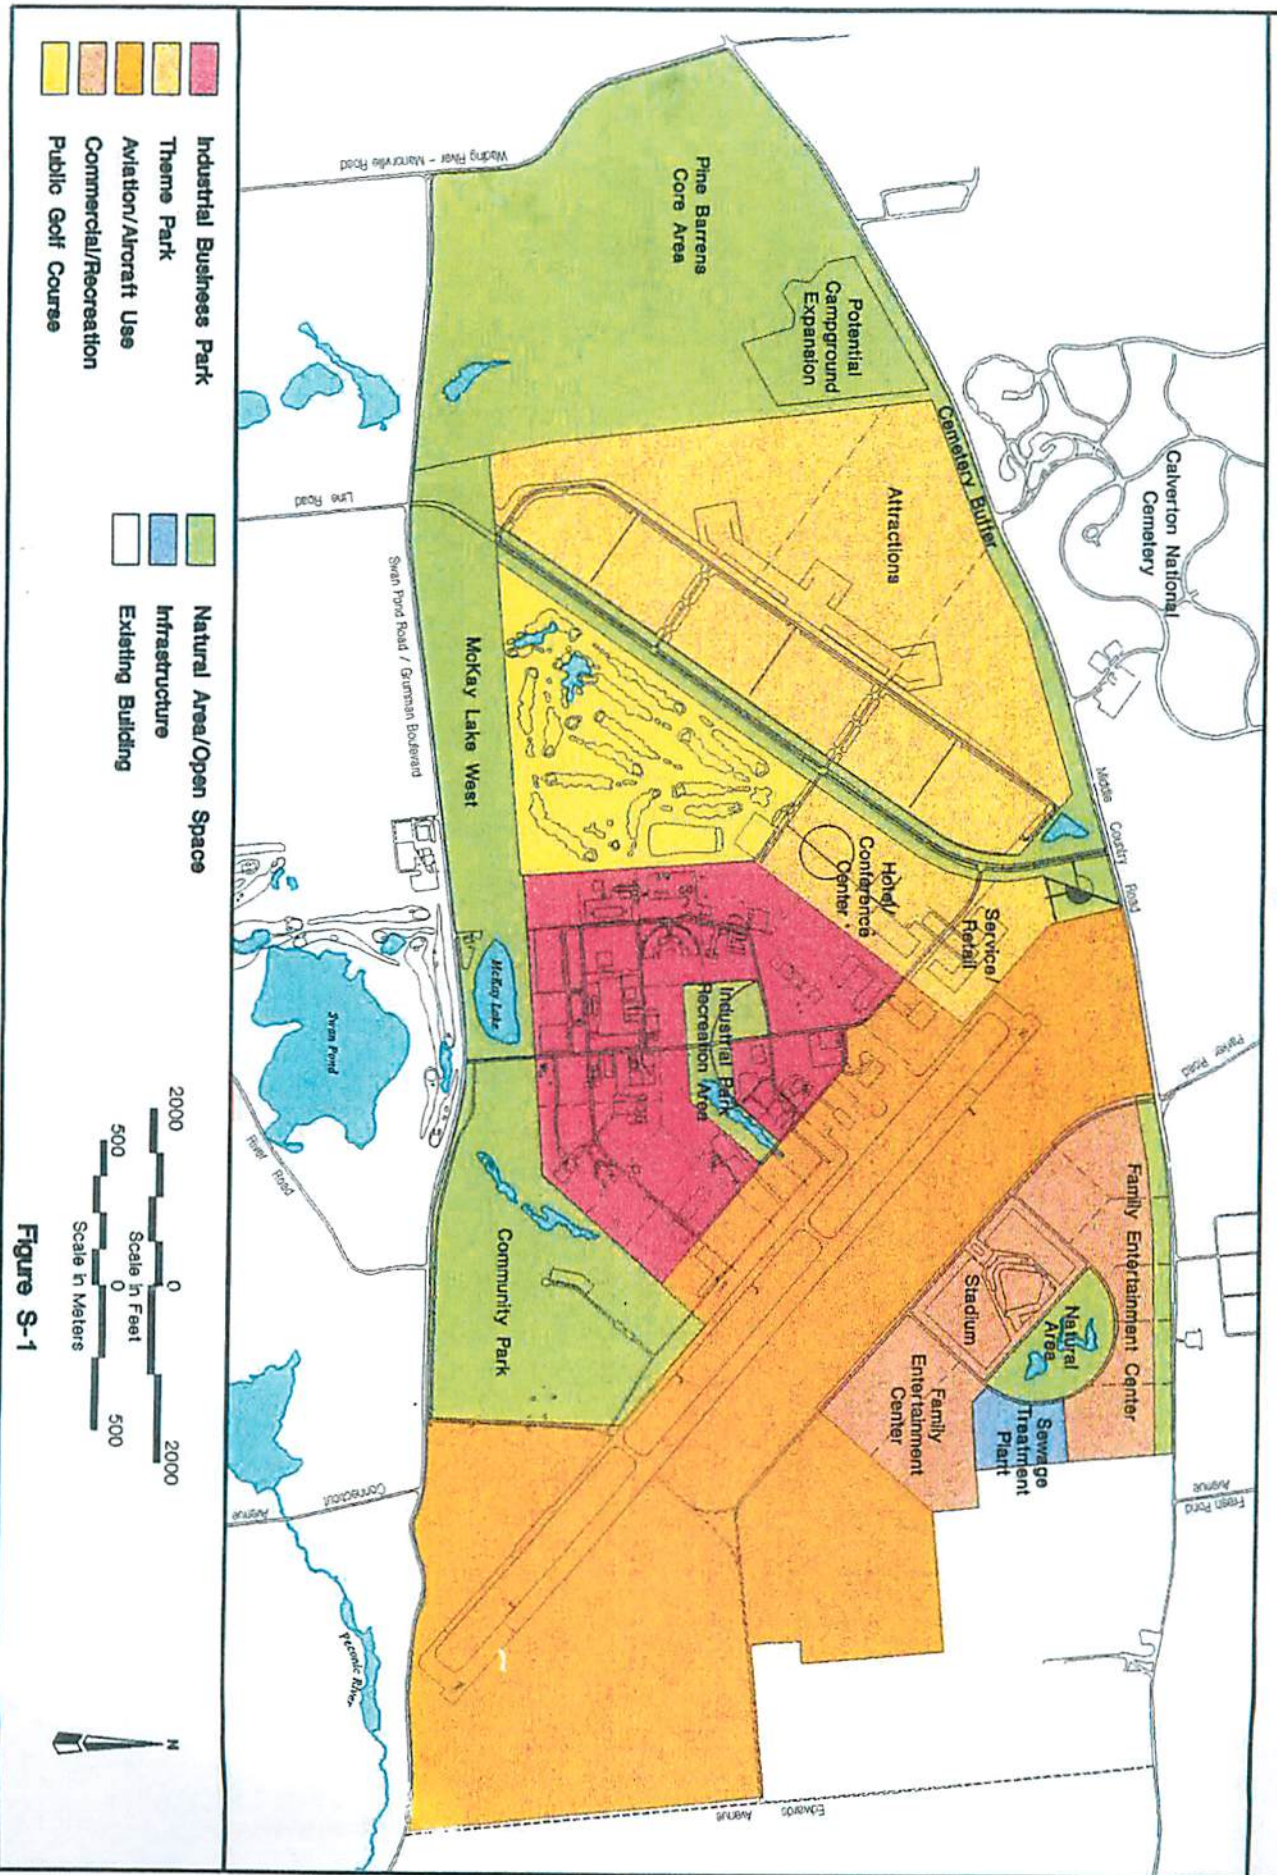 Calverton National
Cemetery
Middle Country Road
Parker Road
Fresh Pond
Avenue
Cemetery Buffer
Potential
Campground
Expansion
Pine Barrens
Core Area
Wading River - Manorville Road
Attractions
Service/
Retail
Hotel/
Conference
Center
Family Entertainment Center
Natural
Area
Stadium
Sewage
Treatment
Plant
Family
Entertainment
Center
Industrial Park
Recreation Area
McKay Lake West
McKay Lake
Community Park
Line Road
Swan Pond Road / Grumman Boulevard
Swan Pond
River Road
Connecticut
Avenue
Peconic River
Edwards
Avenue
Industrial Business Park
Theme Park
Aviation/Aircraft Use
Commercial/Recreation
Public Golf Course
Natural Area/Open Space
Infrastructure
Existing Building
2000 0 2000
Scale in Feet
500 0 500
Scale in Meters
N
Figure S-1